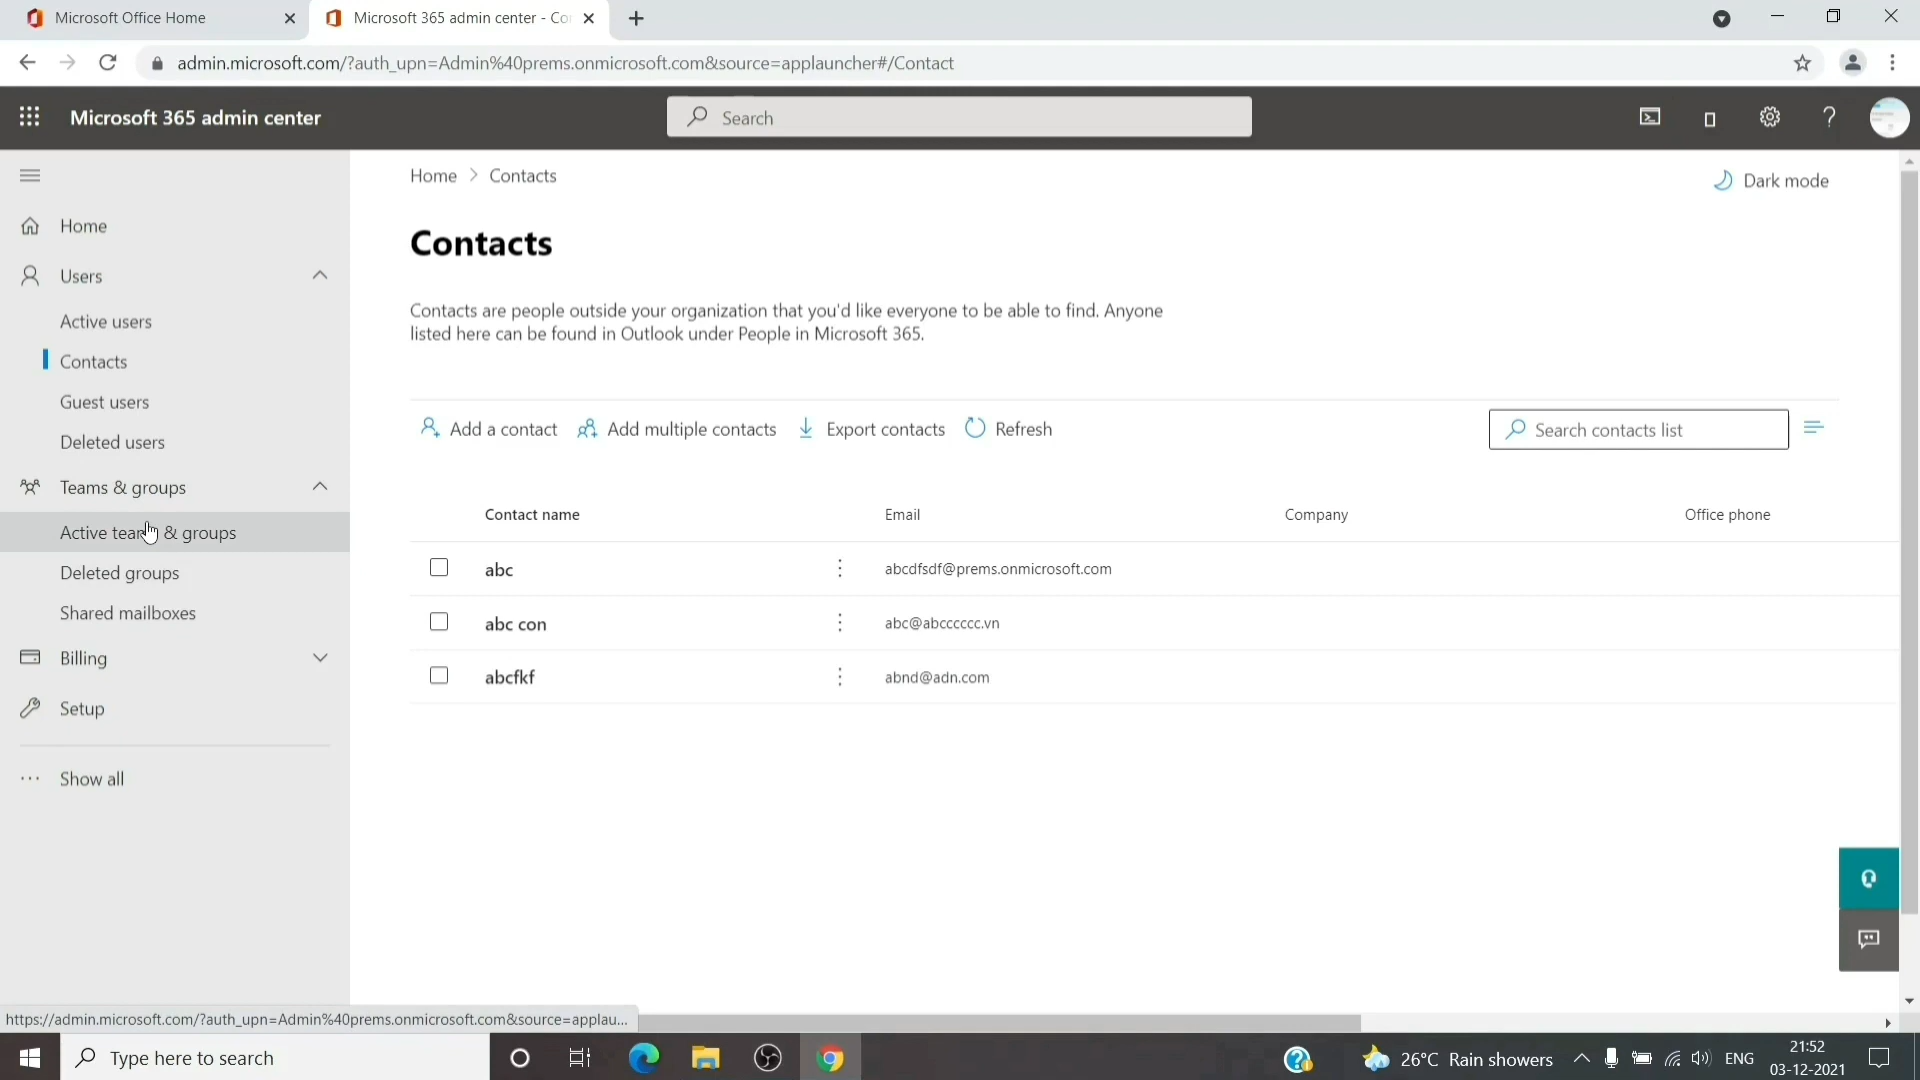 Microsoft Office Home
Microsoft 365 admin center - Co
admin.microsoft.com/?auth_upn=Admin%40prems.onmicrosoft.com&source=applauncher#/Contact
Microsoft 365 admin center
Search
Home
Users
Active users
Contacts
Guest users
Deleted users
Teams & groups
Active teams & groups
Deleted groups
Shared mailboxes
Billing
Setup
Show all
Home > Contacts
Dark mode
Contacts
Contacts are people outside your organization that you'd like everyone to be able to find. Anyone
listed here can be found in Outlook under People in Microsoft 365.
Add a contact
Add multiple contacts
Export contacts
Refresh
Search contacts list
Contact name Email Company Office phone
abc abcdfsdf@prems.onmicrosoft.com
abc con abc@abcccccc.vn
abcfkf abnd@adn.com
https://admin.microsoft.com/?auth_upn=Admin%40prems.onmicrosoft.com&source=applau...
Type here to search
26°C Rain showers
ENG
21:52
03-12-2021